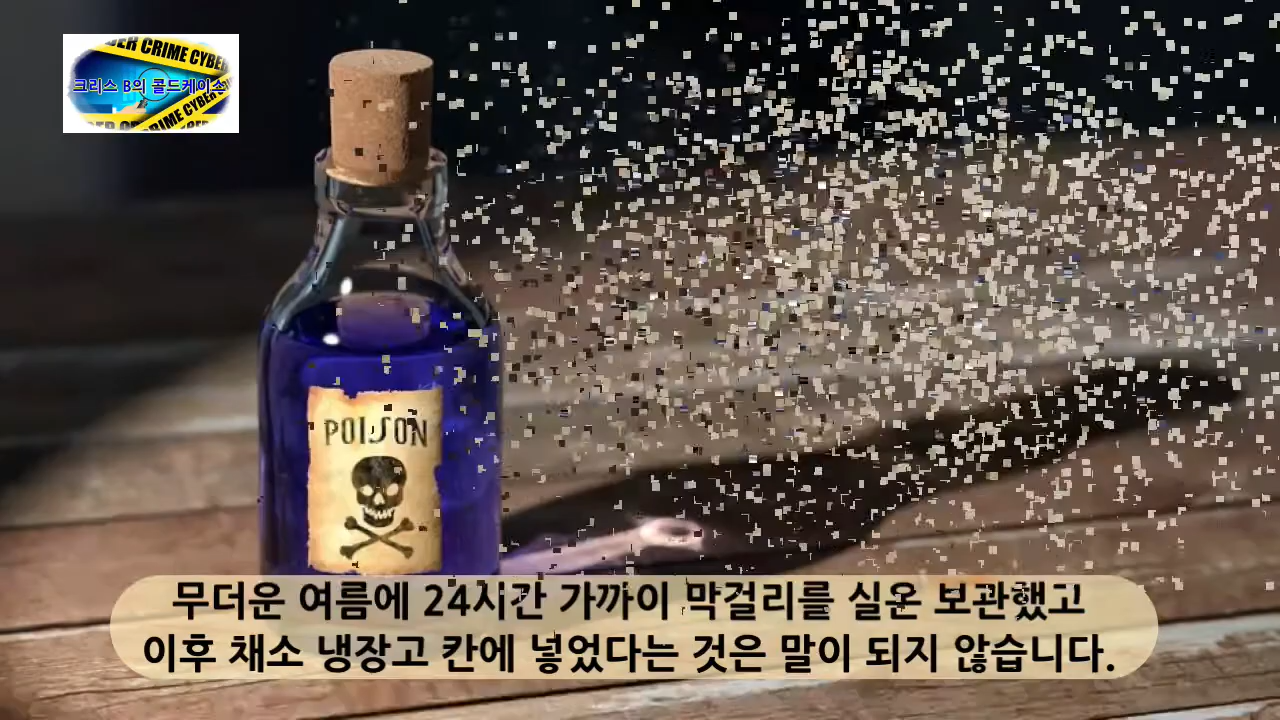 BER CRIME CYBER
크리스 B의 콜드케이스
CRIME CYBER
POISON
무더운 여름에 24시간 가까이 막걸리를 실온 보관했고
이후 채소 냉장고 칸에 넣었다는 것은 말이 되지 않습니다.